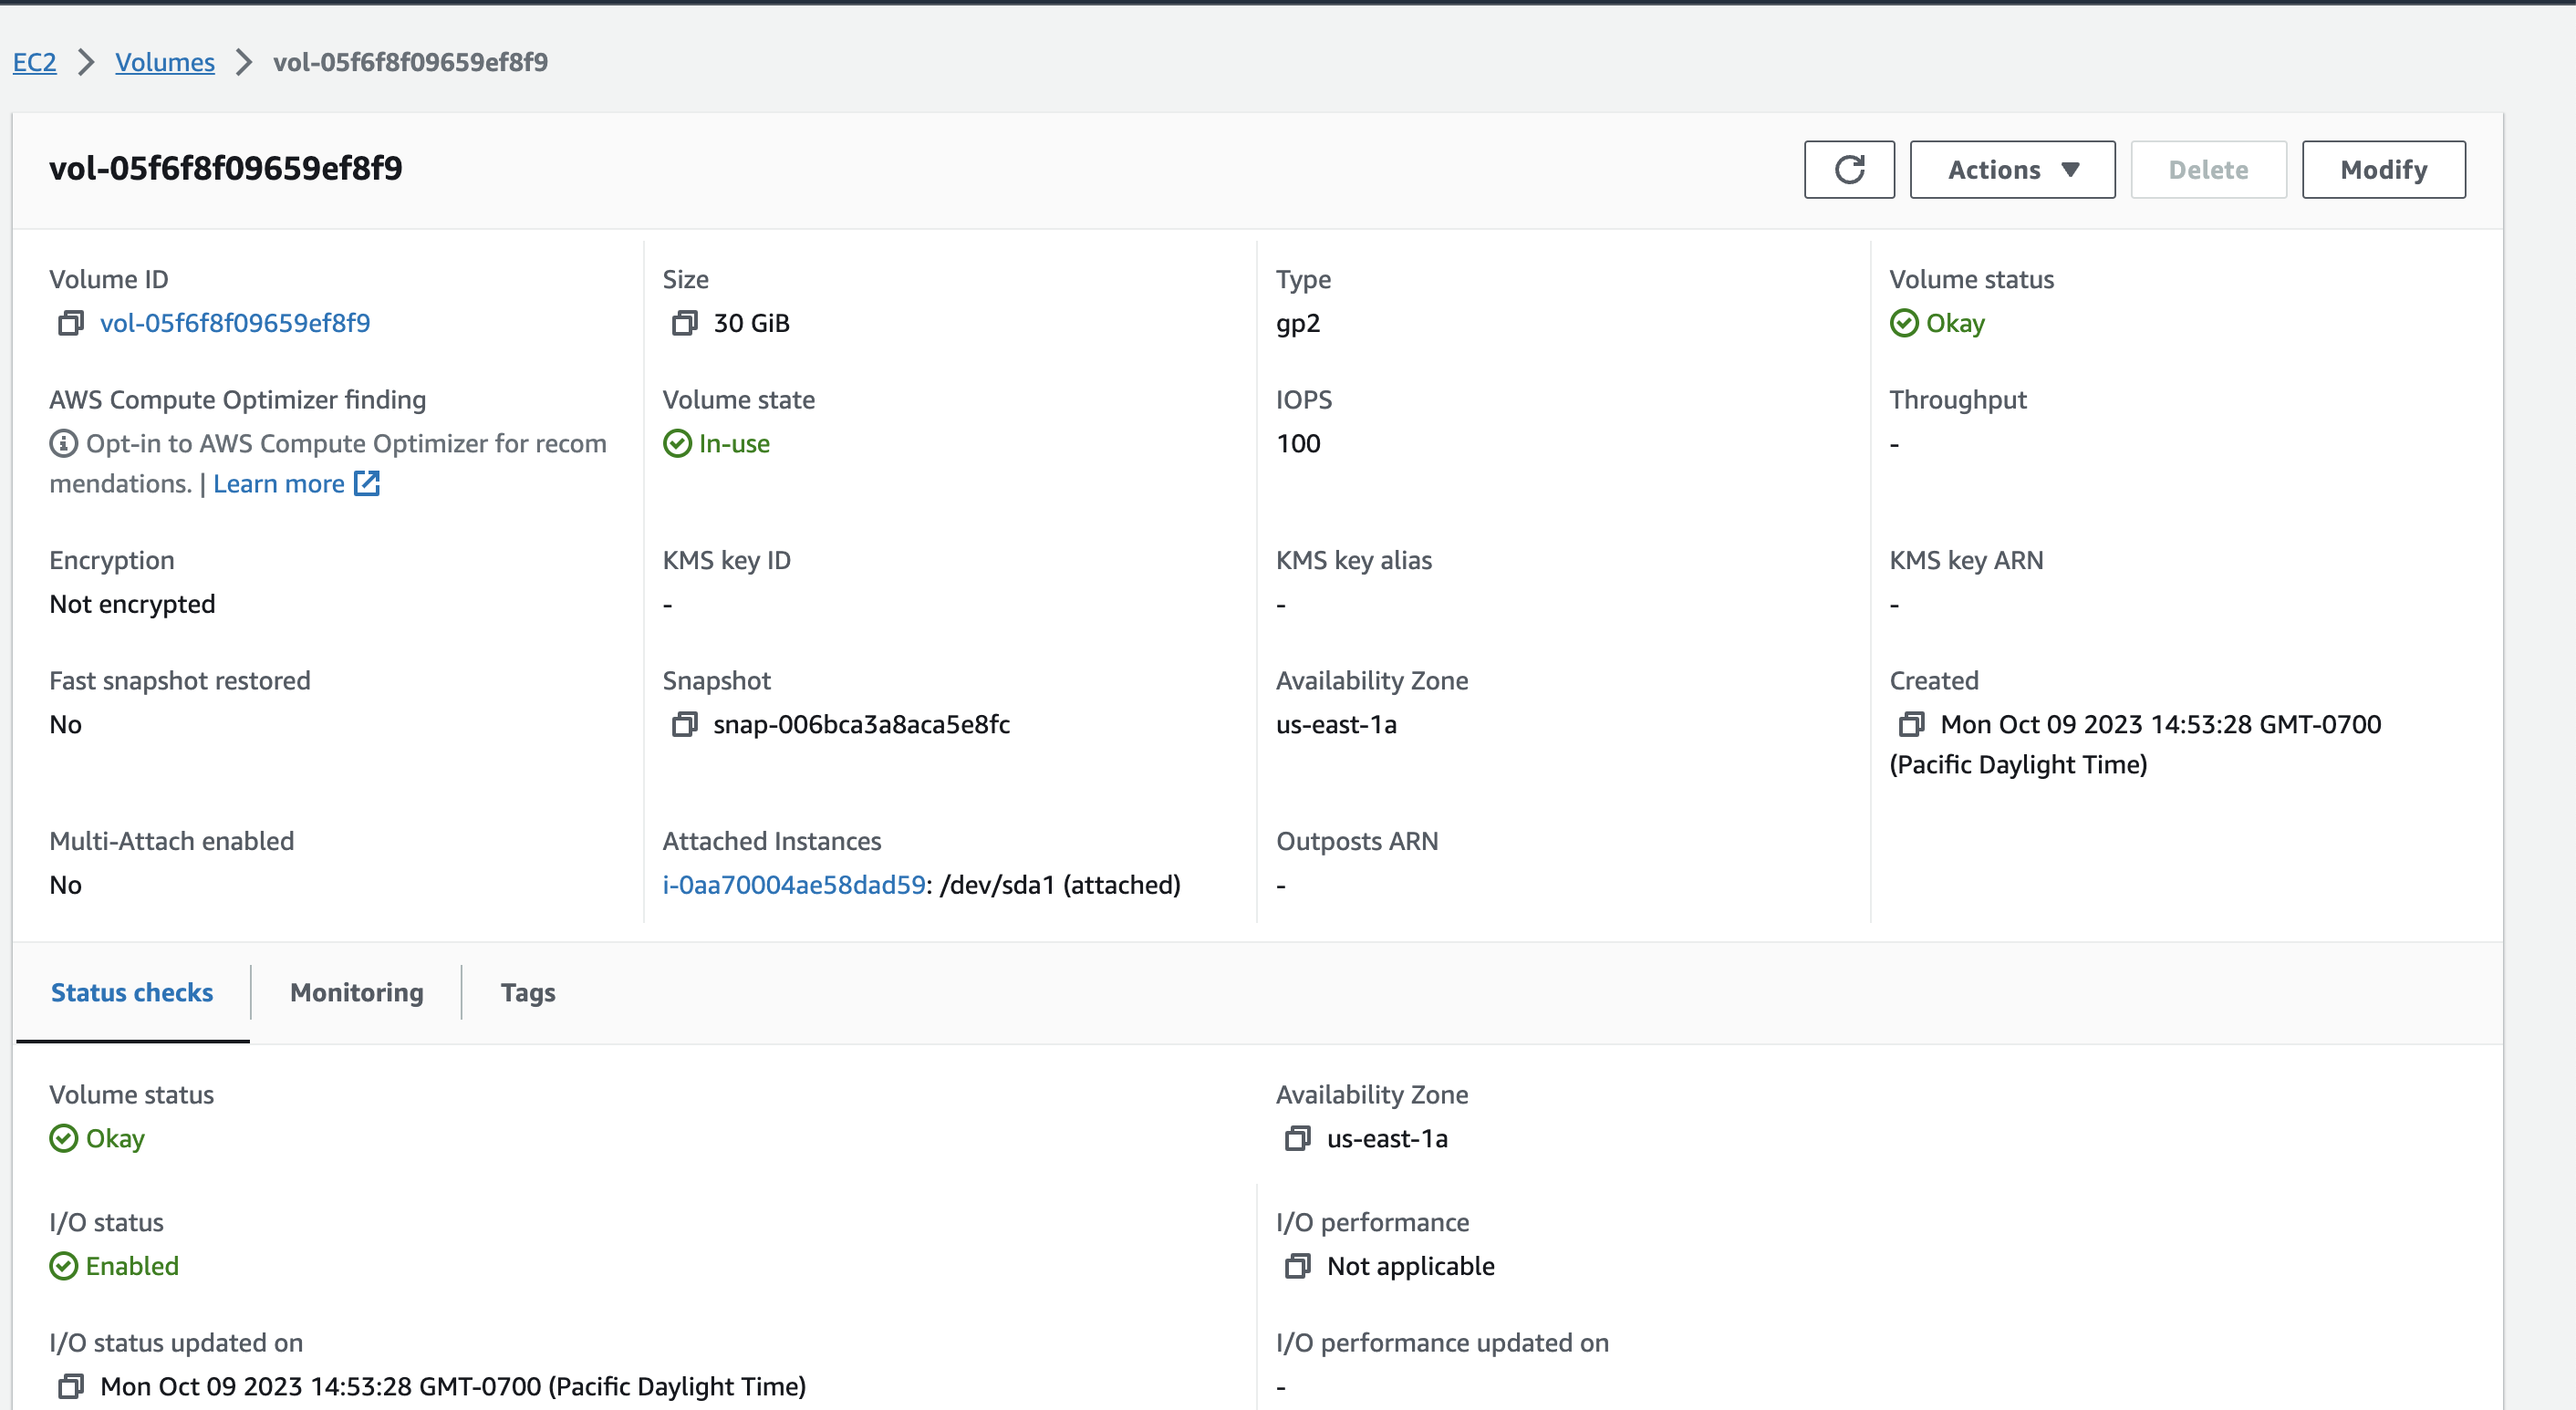 EC2 > Volumes > vol-05f6f8f09659ef8f9
vol-05f6f8f09659ef8f9
Actions ▼
Delete
Modify
Volume ID
vol-05f6f8f09659ef8f9
Size
30 GiB
Type
gp2
Volume status
Okay
AWS Compute Optimizer finding
Opt-in to AWS Compute Optimizer for recom
mendations. | Learn more
Volume state
In-use
IOPS
100
Throughput
-
Encryption
Not encrypted
KMS key ID
-
KMS key alias
-
KMS key ARN
-
Fast snapshot restored
No
Snapshot
snap-006bca3a8aca5e8fc
Availability Zone
us-east-1a
Created
Mon Oct 09 2023 14:53:28 GMT-0700
(Pacific Daylight Time)
Multi-Attach enabled
No
Attached Instances
i-0aa70004ae58dad59: /dev/sda1 (attached)
Outposts ARN
-
Status checks
Monitoring
Tags
Volume status
Okay
Availability Zone
us-east-1a
I/O status
Enabled
I/O performance
Not applicable
I/O status updated on
Mon Oct 09 2023 14:53:28 GMT-0700 (Pacific Daylight Time)
I/O performance updated on
-